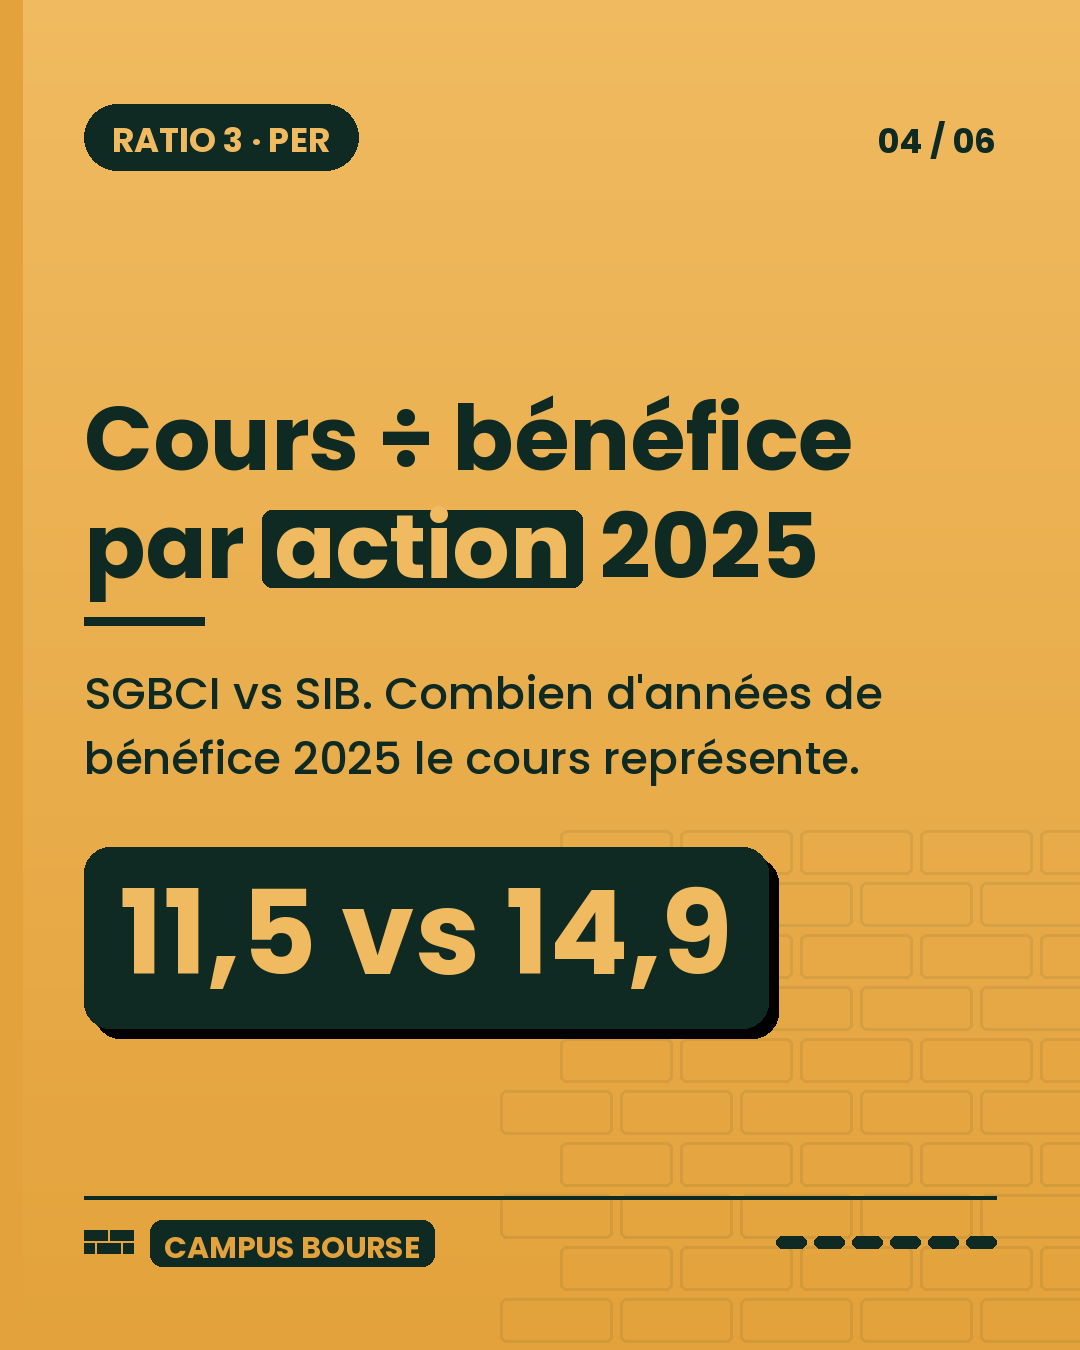 RATIO 3 · PER
04 / 06
Cours ÷ bénéfice
par action 2025
SGBCI vs SIB. Combien d'années de
bénéfice 2025 le cours représente.
11,5 vs 14,9
CAMPUS BOURSE